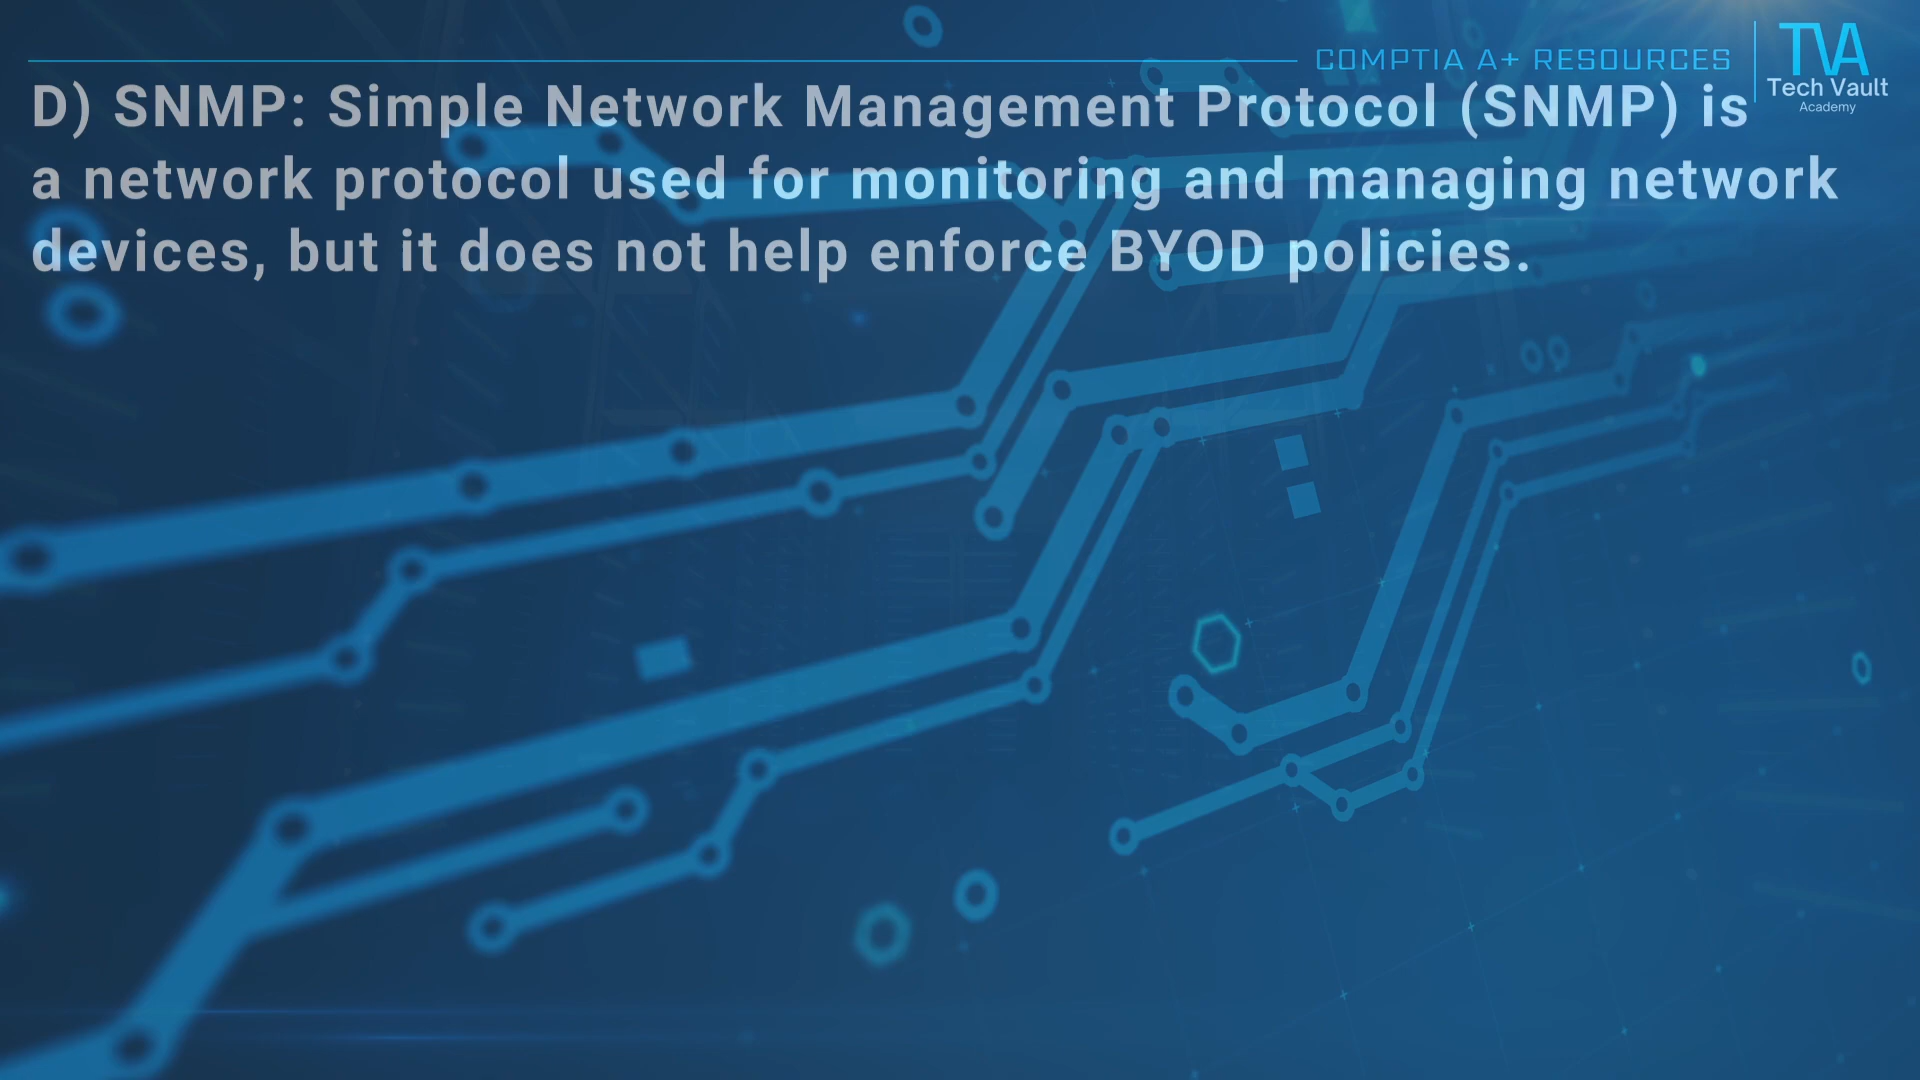 COMPTIA A+ RESOURCES
TVA
Tech Vault
Academy
D) SNMP: Simple Network Management Protocol (SNMP) is
a network protocol used for monitoring and managing network
devices, but it does not help enforce BYOD policies.